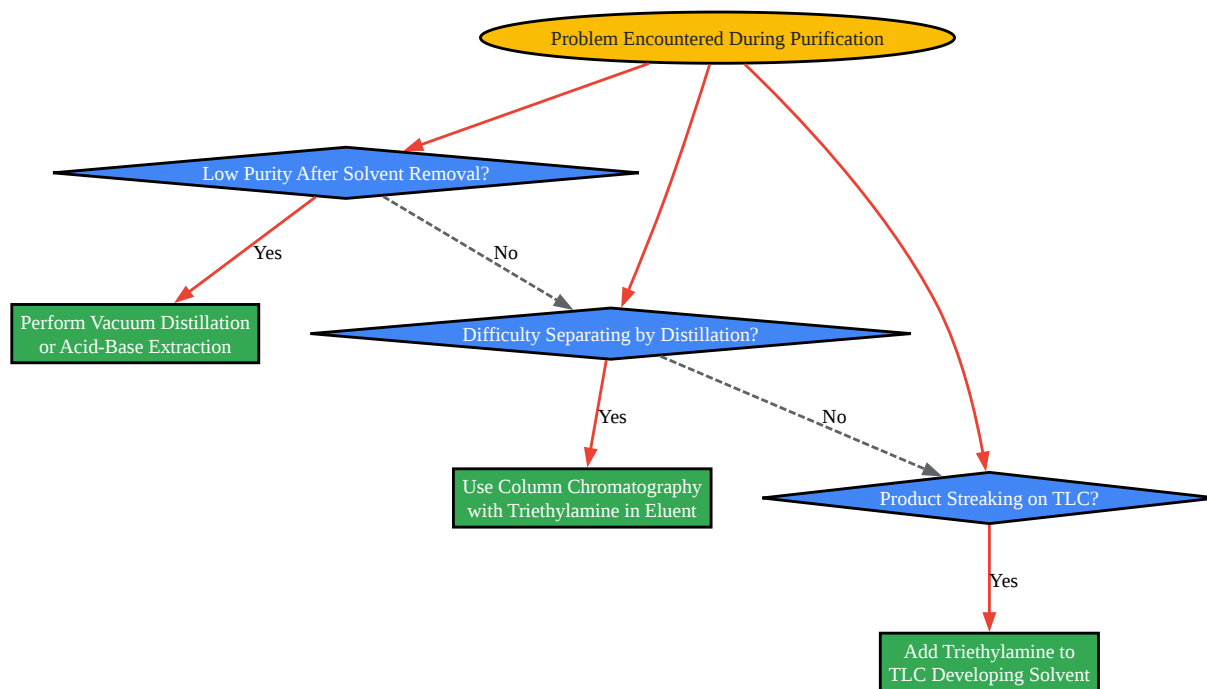 Problem Encountered During Purification
Low Purity After Solvent Removal?
Yes
No
Perform Vacuum Distillation
or Acid-Base Extraction
Difficulty Separating by Distillation?
Yes
No
Use Column Chromatography
with Triethylamine in Eluent
Product Streaking on TLC?
Yes
Add Triethylamine to
TLC Developing Solvent